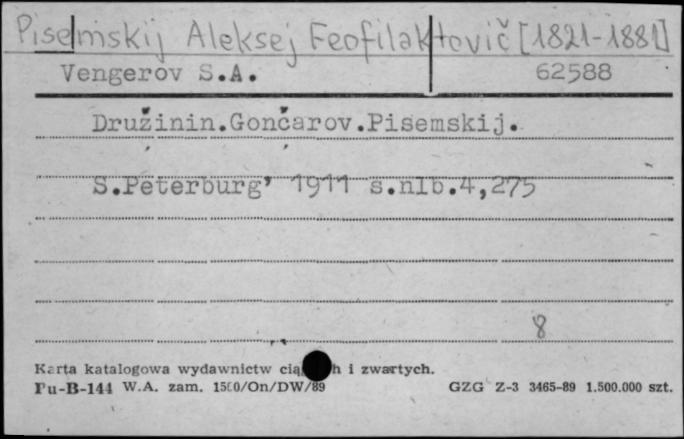 Pisemskij Aleksej Feofilaktovič [1821-1881]
Vengerov S.A. 62588
Družinin.Gončarov.Pisemskij.
S.Peterburg' 1911 s.nlb.4,275
8
Karta katalogowa wydawnictw h i zwartych.
Pu-B-144 W.A. zam. 1500/On/DW/89 GZG Z-3 3465-89 1.500.000 szt.